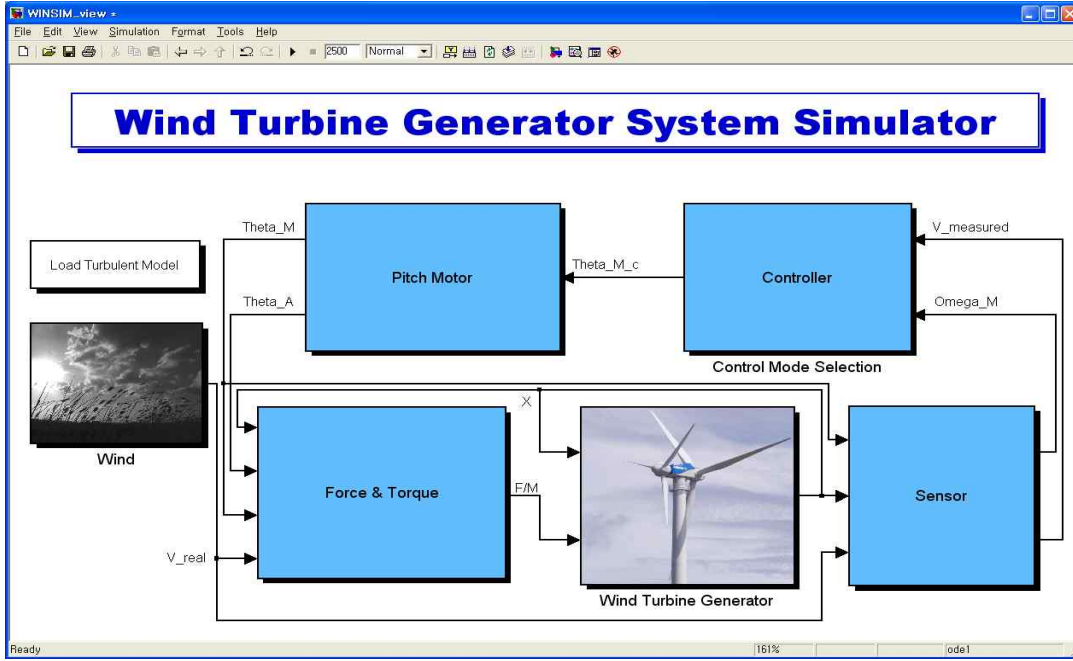 WINSIM_view *
File Edit View Simulation Format Tools Help
2500 Normal
Wind Turbine Generator System Simulator
Theta_M
V_measured
Load Turbulent Model
Pitch Motor
Theta_M_c
Controller
Theta_A
Omega_M
Control Mode Selection
X
Wind
Force & Torque
F/M
Sensor
V_real
Wind Turbine Generator
Ready 161% ode1